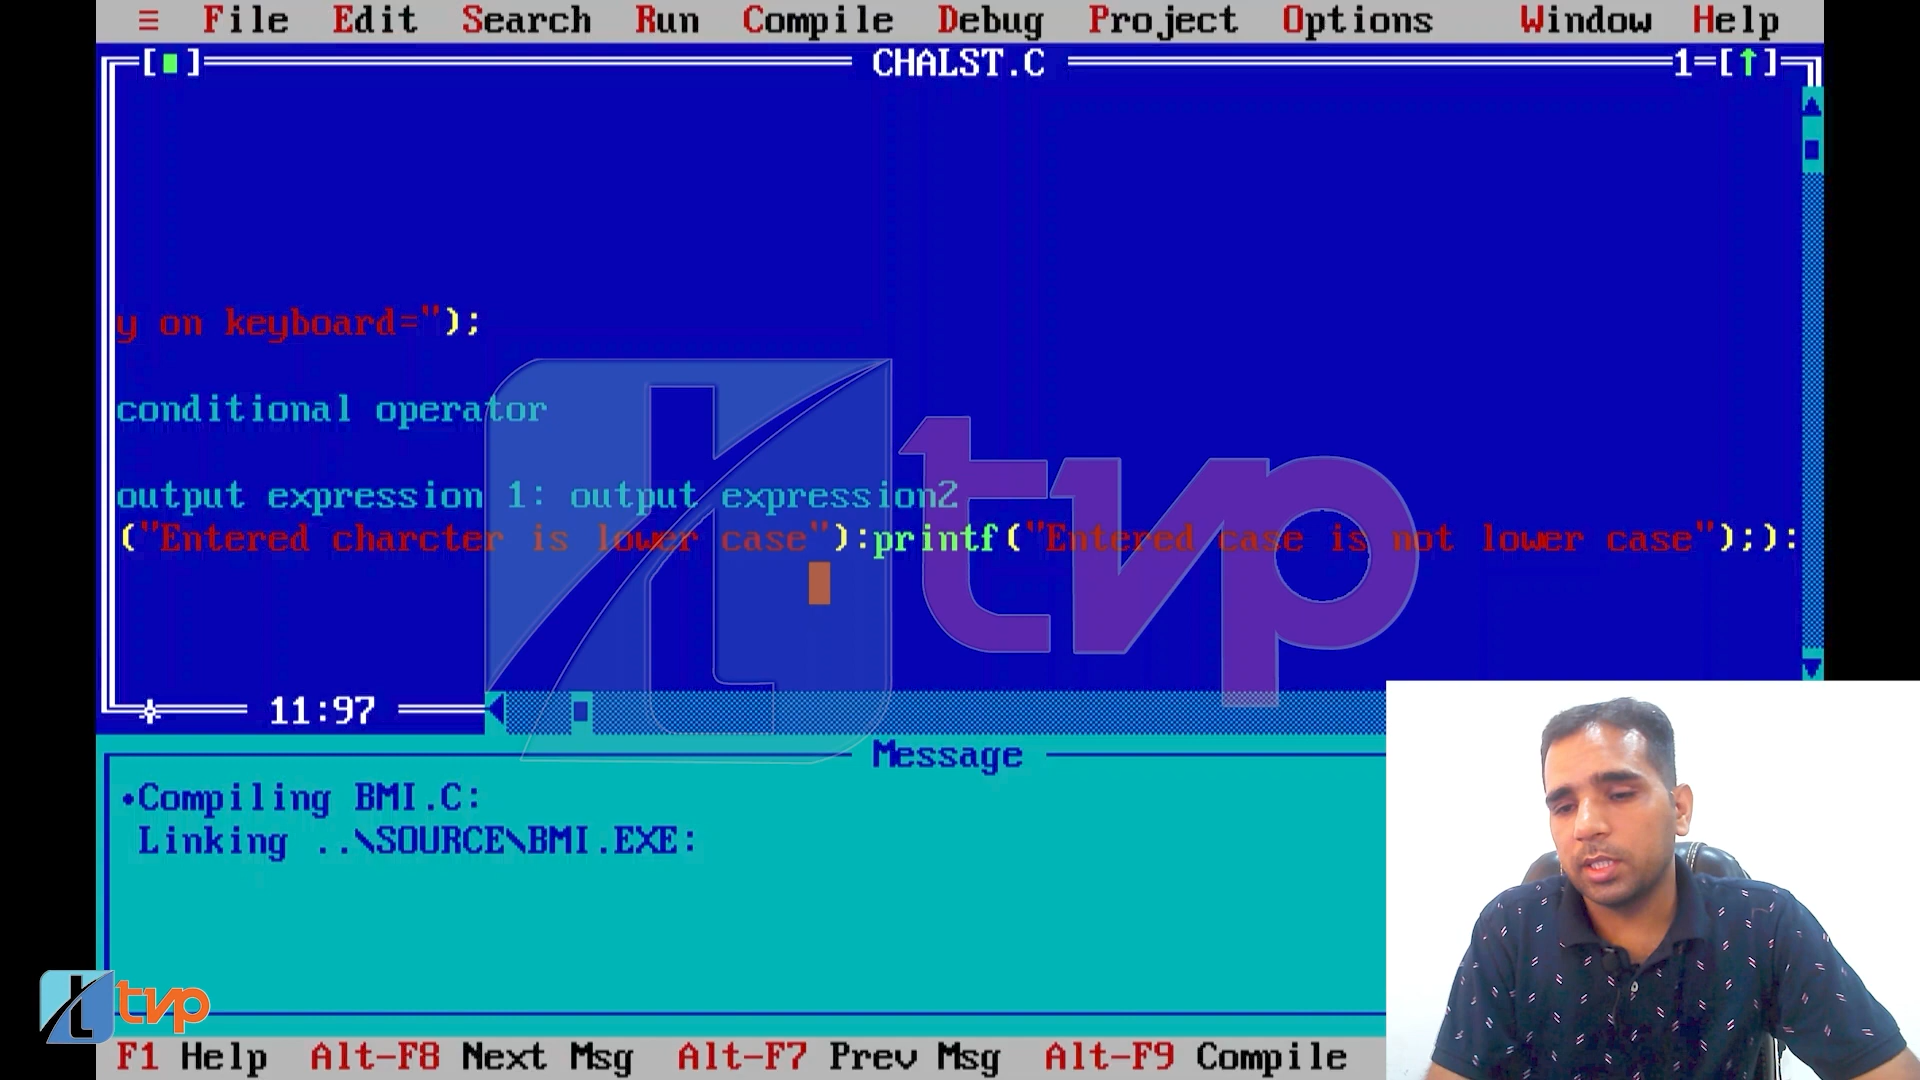 ≡ File Edit Search Run Compile Debug Project Options Window Help
[■] CHALST.C 1=[↑]
y on keyboard=");
conditional operator
output expression 1: output expression2
("Entered charcter is lower case"):printf("Entered case is not lower case");):
tvp
11:97
Message
•Compiling BMI.C:
Linking ..\SOURCE\BMI.EXE:
tvp
F1 Help Alt-F8 Next Msg Alt-F7 Prev Msg Alt-F9 Compile